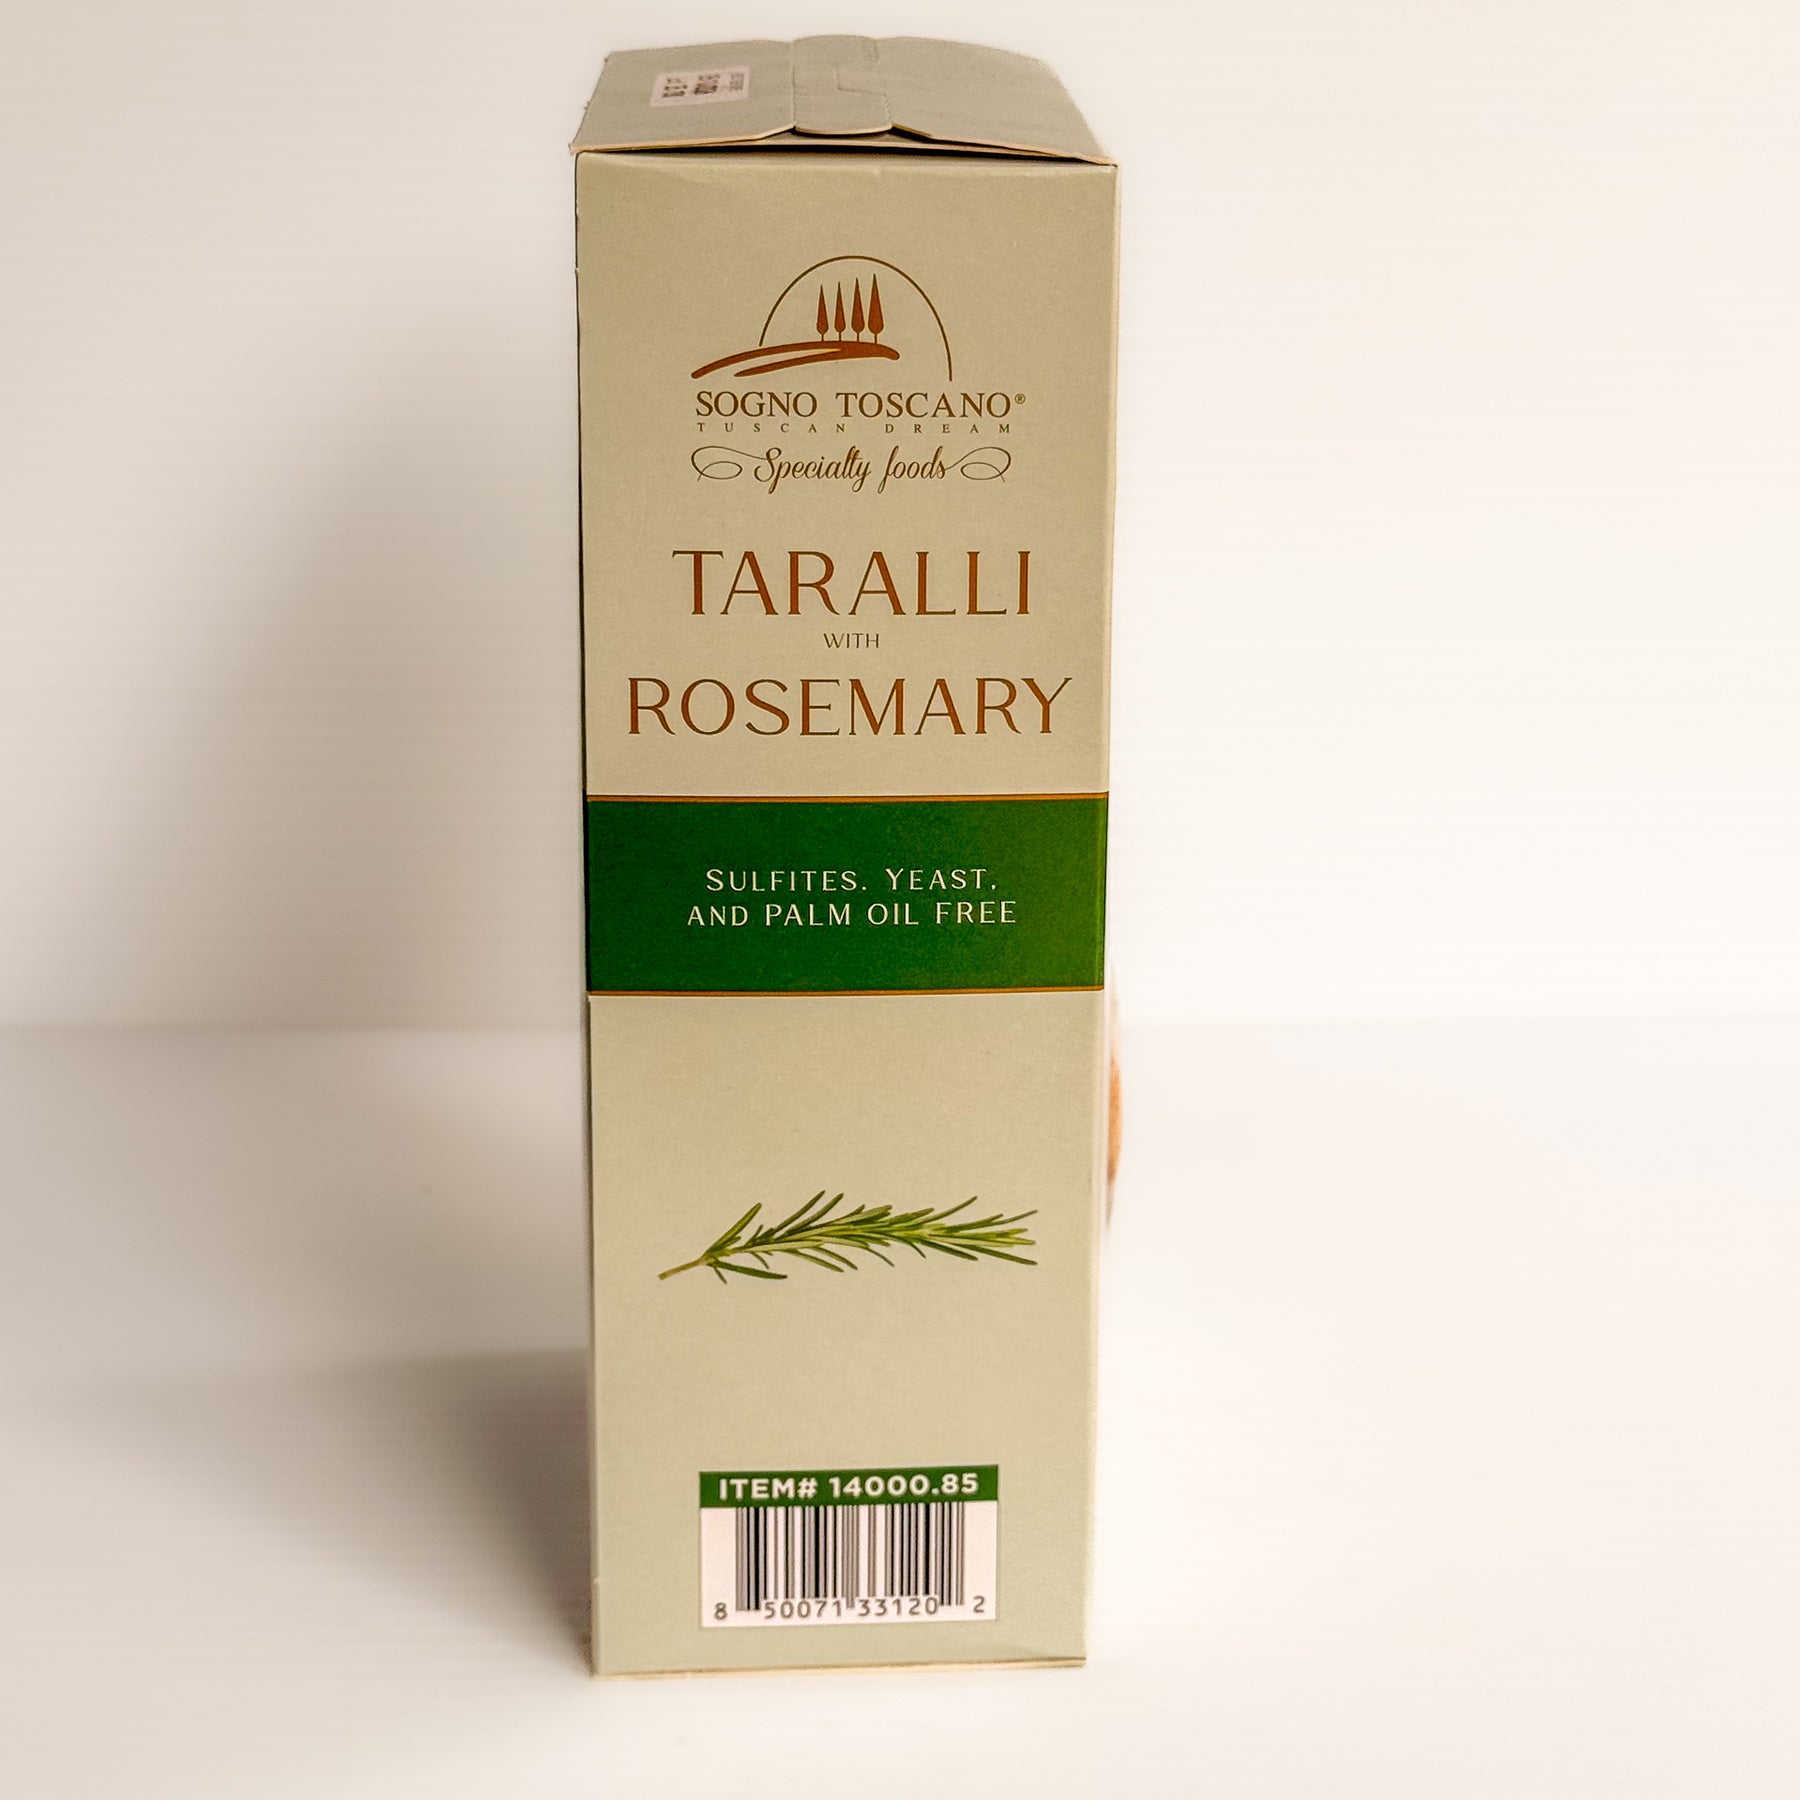 SOGNO TOSCANO®
TUSCAN DREAM
Specialty foods
TARALLI
WITH
ROSEMARY
SULFITES. YEAST,
AND PALM OIL FREE
ITEM# 14000.85
8 50071 33120 2